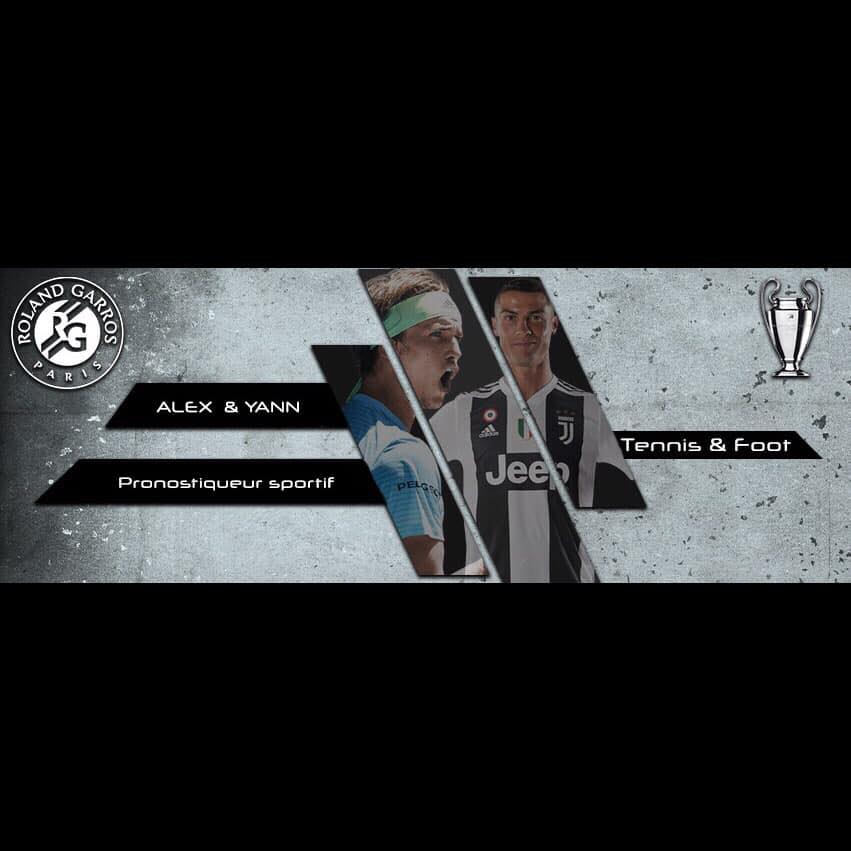 ROLAND GARROS
RG
PARIS
ALEX & YANN
Pronostiqueur sportif
adidas
Jeep
Tennis & Foot